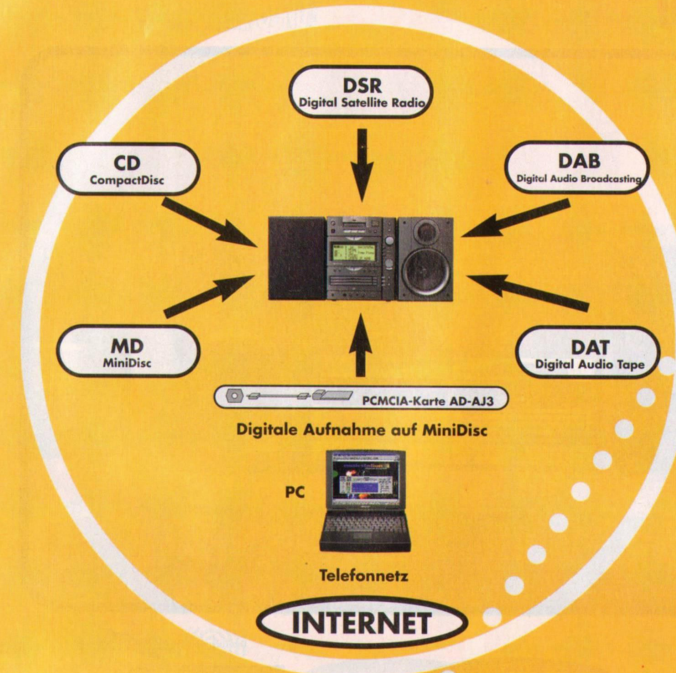 DSR
Digital Satellite Radio
CD
CompactDisc
DAB
Digital Audio Broadcasting
MD
MiniDisc
DAT
Digital Audio Tape
PCMCIA-Karte AD-AJ3
Digitale Aufnahme auf MiniDisc
PC
Telefonnetz
INTERNET